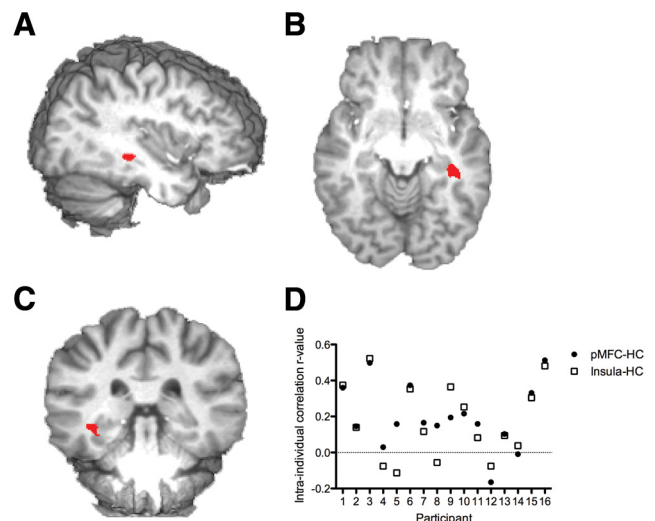 A
B
C
D
Intra-individual correlation r-value
0.6
0.4
0.2
0.0
-0.2
1 2 3 4 5 6 7 8 9 10 11 12 13 14 15 16
Participant
pMFC-HC
Insula-HC